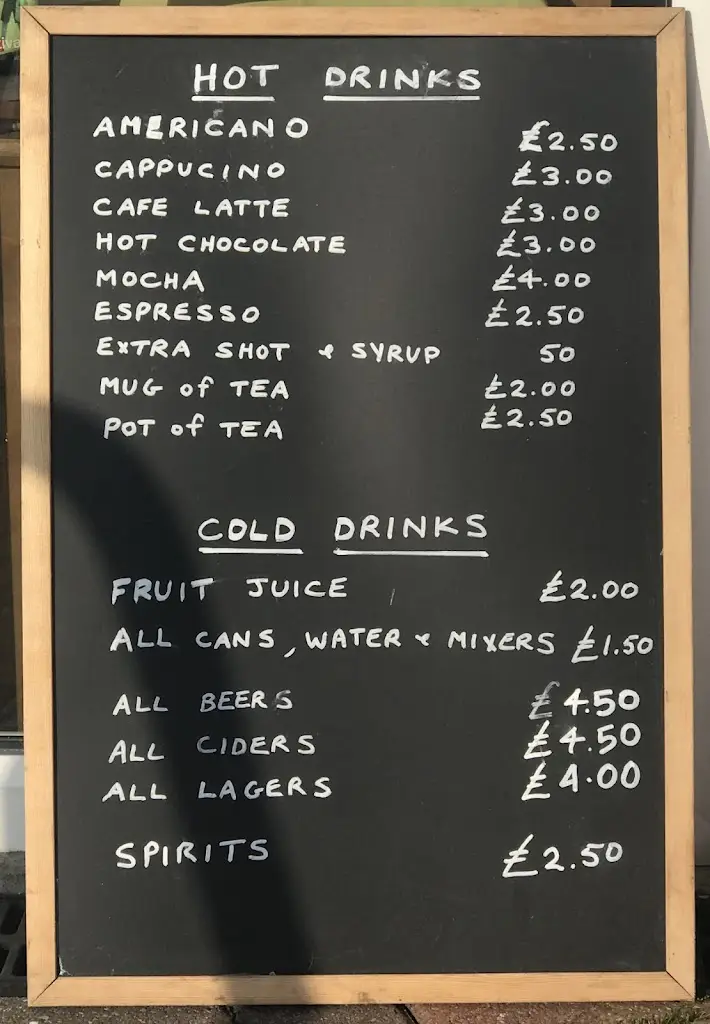 HOT DRINKS
AMERICANO £2.50
CAPPUCINO £3.00
CAFE LATTE £3.00
HOT CHOCOLATE £3.00
MOCHA £4.00
ESPRESSO £2.50
EXTRA SHOT & SYRUP 50
MUG of TEA £2.00
POT of TEA £2.50
COLD DRINKS
FRUIT JUICE £2.00
ALL CANS, WATER & MIXERS £1.50
ALL BEERS £4.50
ALL CIDERS £4.50
ALL LAGERS £4.00
SPIRITS £2.50